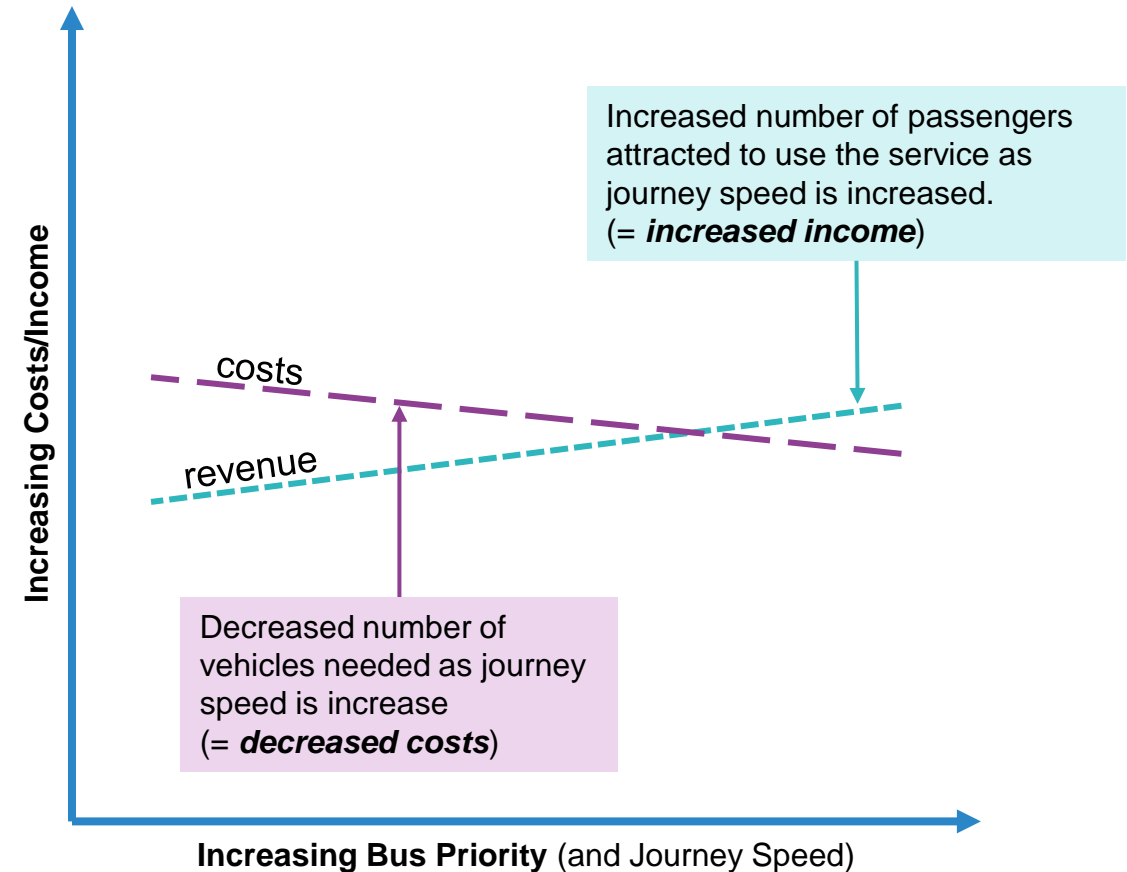 Increasing Costs/Income
Increased number of passengers
attracted to use the service as
journey speed is increased.
(= increased income)
costs
revenue
Decreased number of
vehicles needed as journey
speed is increase
(= decreased costs)
Increasing Bus Priority (and Journey Speed)